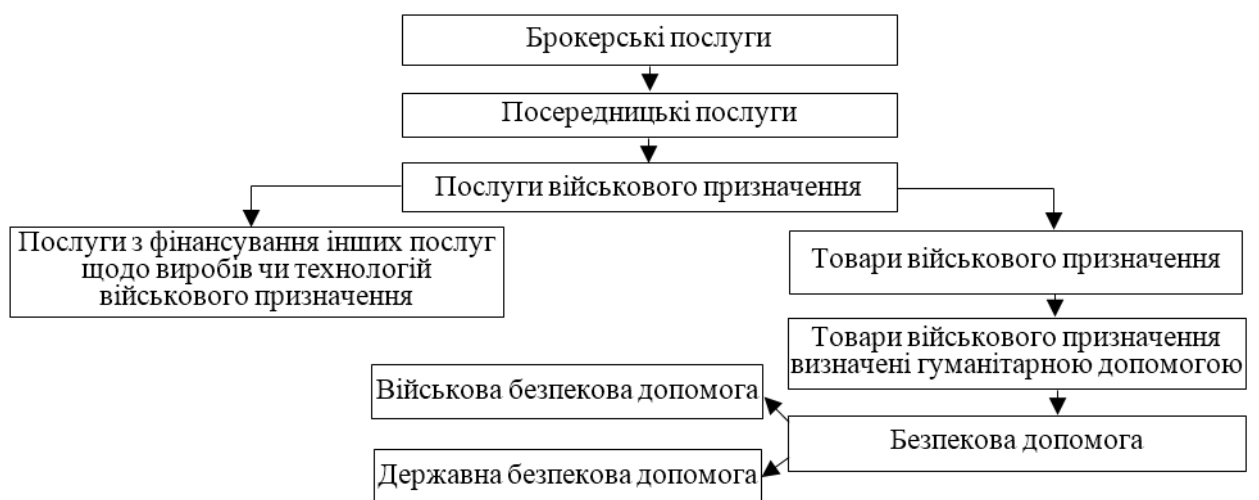 Брокерські послуги
Посередницькі послуги
Послуги військового призначення
Послуги з фінансування інших послуг
щодо виробів чи технологій
військового призначення
Товари військового призначення
Товари військового призначення
визначені гуманітарною допомогою
Військова безпекова допомога
Безпекова допомога
Державна безпекова допомога